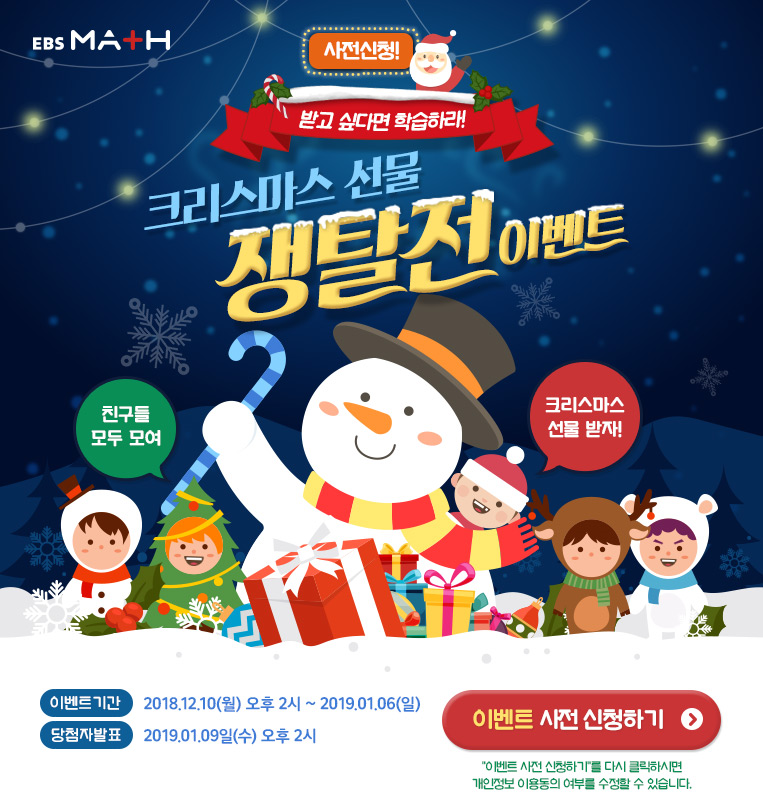 EBS MATH
사전신청!
받고 싶다면 학습하라!
크리스마스 선물
쟁탈전 이벤트
친구들
모두 모여
크리스마스
선물 받자!
이벤트기간 2018.12.10(월) 오후 2시 ~ 2019.01.06(일)
당첨자발표 2019.01.09일(수) 오후 2시
이벤트 사전 신청하기
"이벤트 사전 신청하기"를 다시 클릭하시면
개인정보 이용동의 여부를 수정할 수 있습니다.